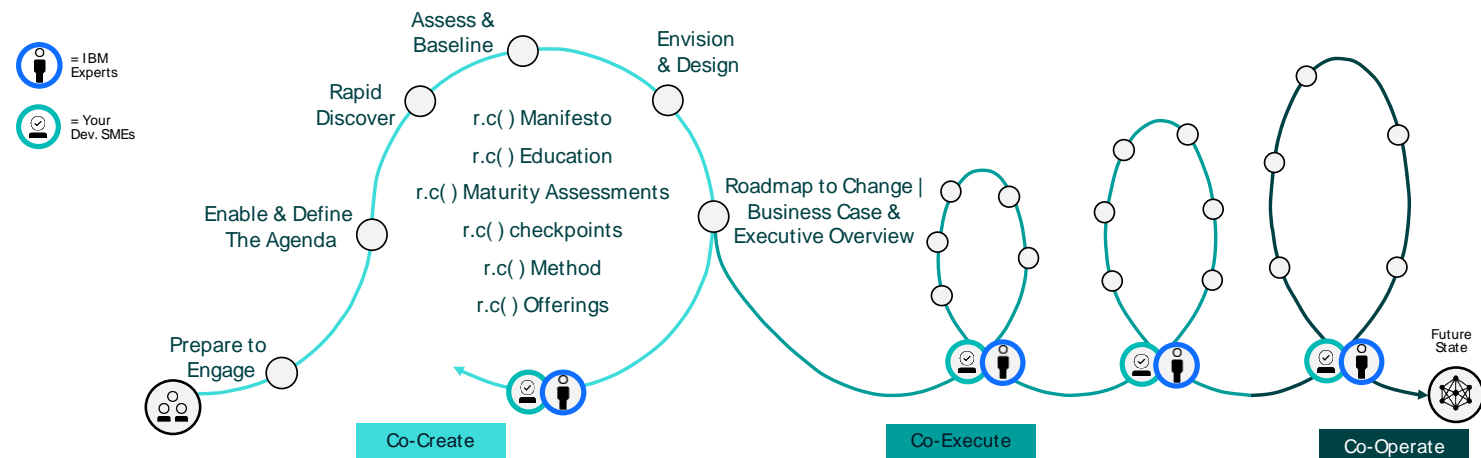 = IBM
Experts
= Your
Dev. SMEs
Assess &
Baseline
Envision
& Design
Rapid
Discover
r.c( ) Manifesto
r.c( ) Education
r.c( ) Maturity Assessments
r.c( ) checkpoints
r.c( ) Method
r.c( ) Offerings
Enable & Define
The Agenda
Roadmap to Change |
Business Case &
Executive Overview
Prepare to
Engage
Future
State
Co-Create
Co-Execute
Co-Operate